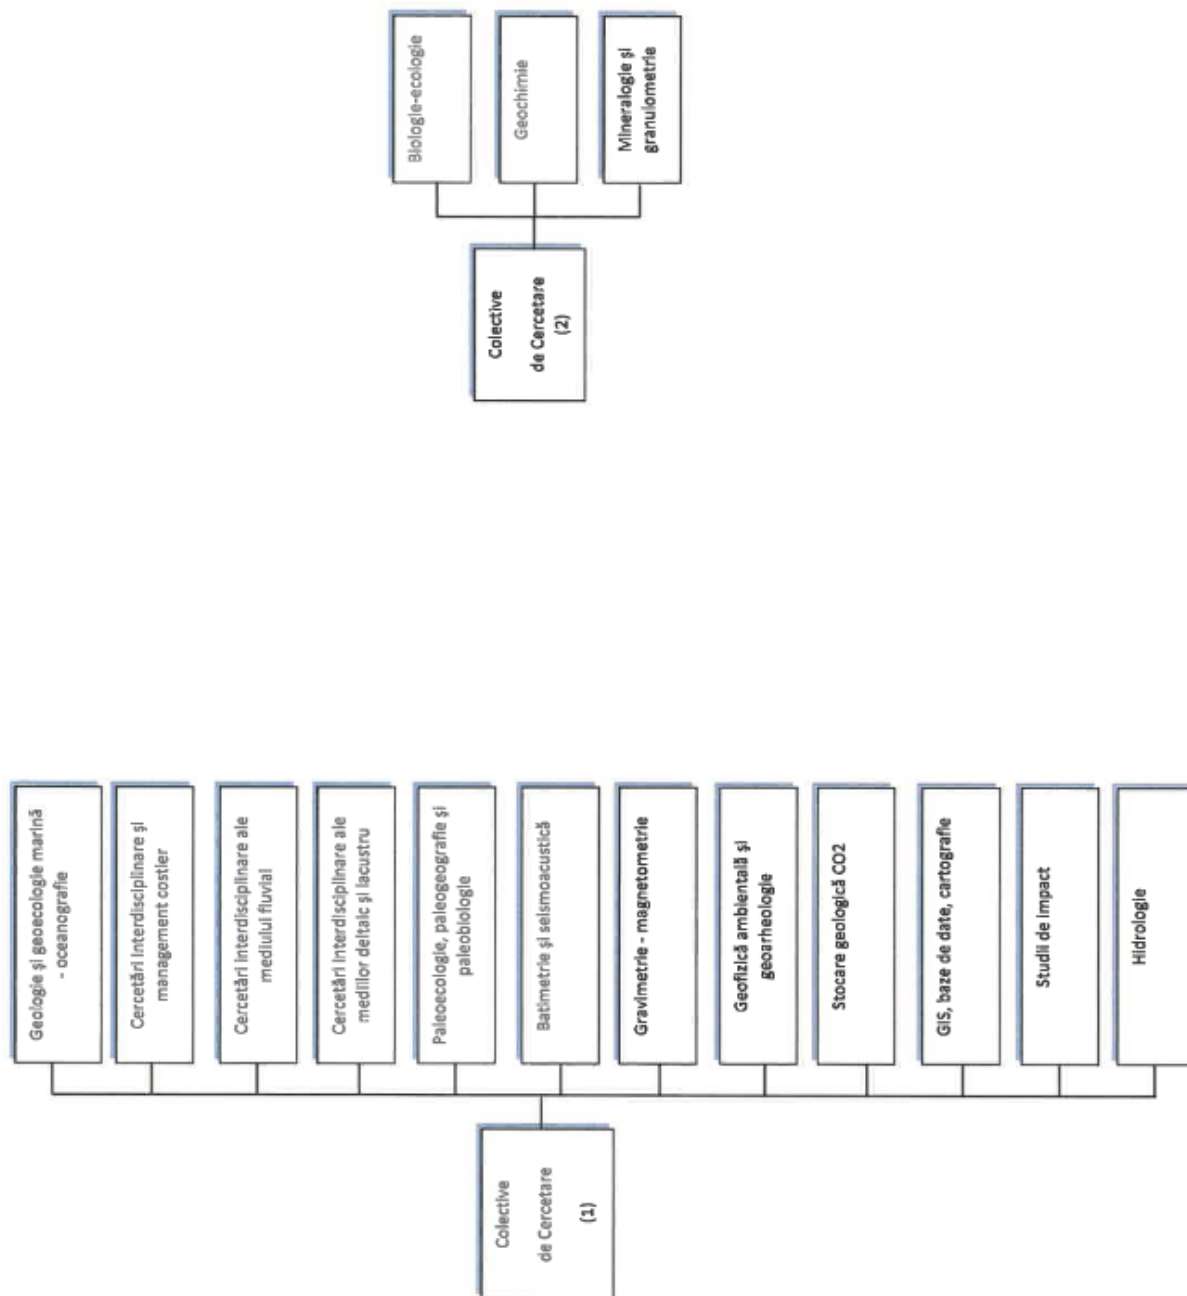 Colective
de Cercetare
(1)
Geologie și geoecologie marină
- oceanografie
Cercetări interdisciplinare și
management costier
Cercetări interdisciplinare ale
mediului fluvial
Cercetări interdisciplinare ale
mediilor deltaic și lacustru
Paleoecologie, paleogeografie și
paleobiologie
Batimetrie și seismoacustică
Gravimetrie - magnetometrie
Geofizică ambientală și
geoarheologie
Stocare geologică CO2
GIS, baze de date, cartografie
Studii de impact
Hidrologie
Colective
de Cercetare
(2)
Biologie-ecologie
Geochimie
Mineralogie și
granulometrie